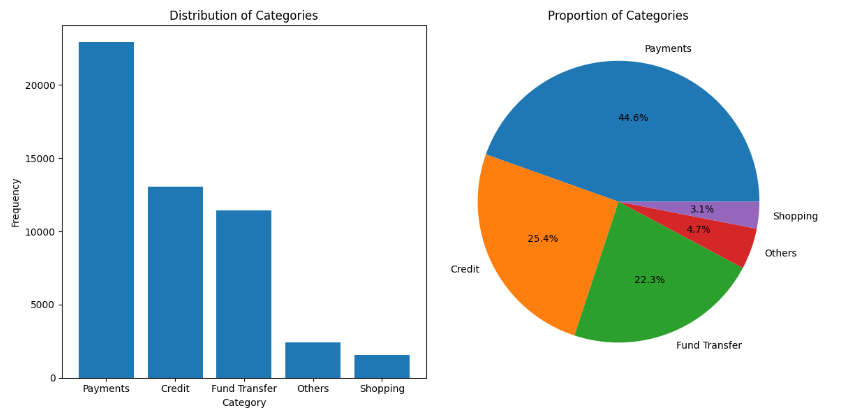 Distribution of Categories
Frequency
20000
15000
10000
5000
0
Payments Credit Fund Transfer Others Shopping
Category
Proportion of Categories
Payments
44.6%
Credit
25.4%
22.3%
Fund Transfer
4.7%
Others
3.1%
Shopping